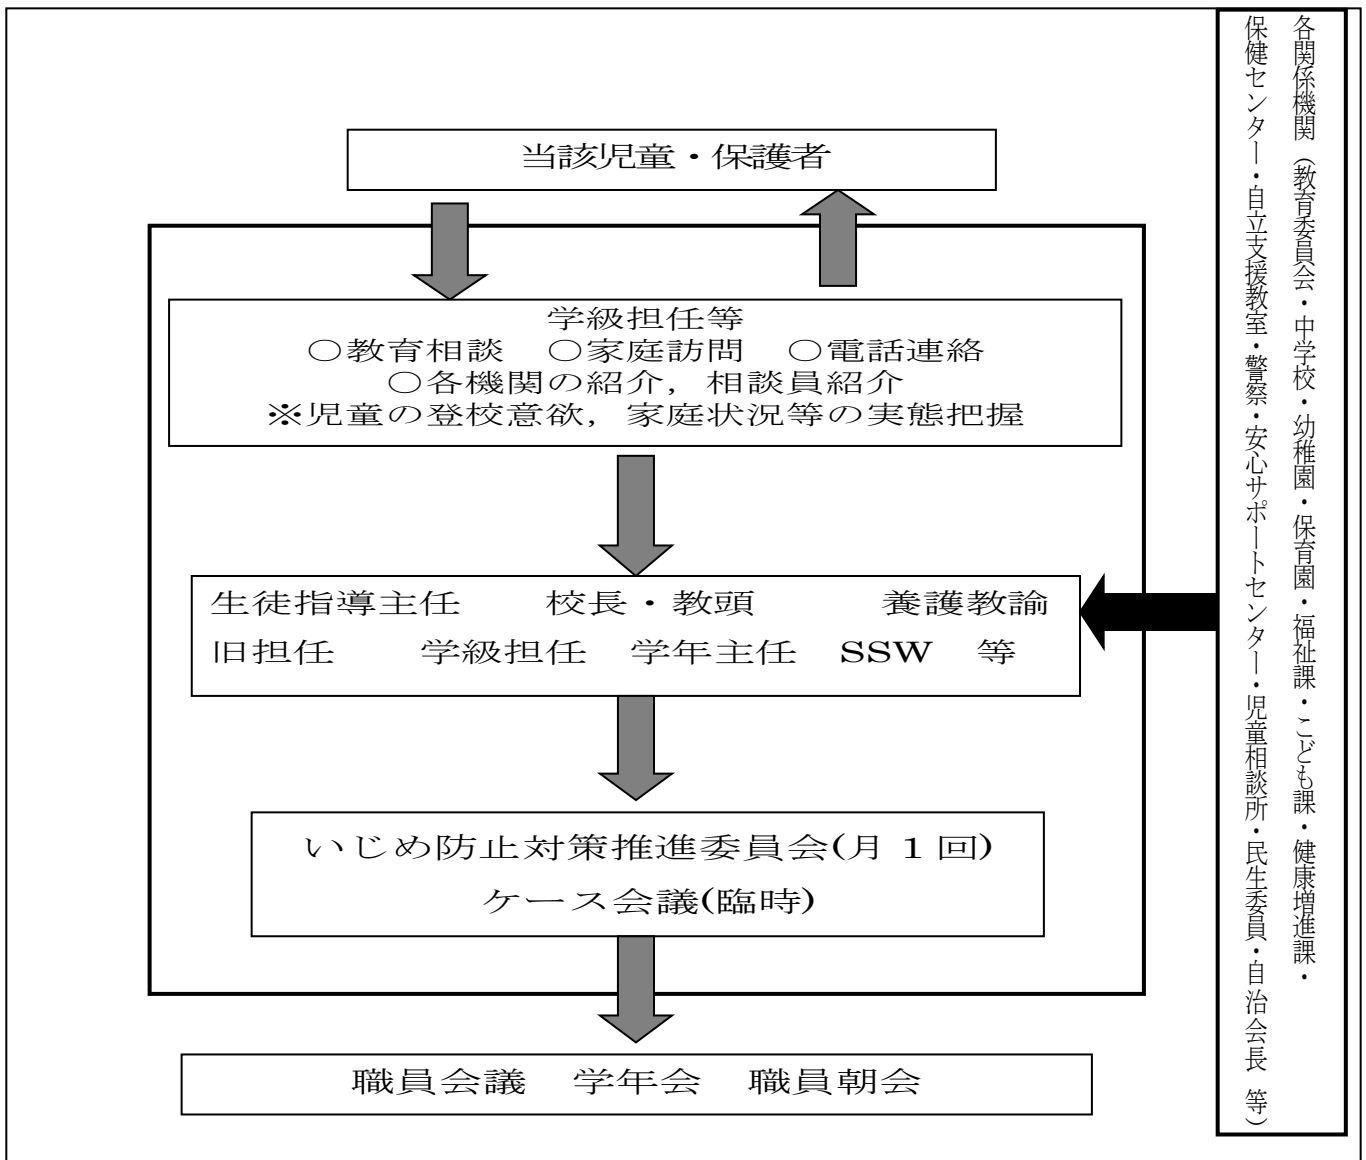 当該児童・保護者
学級担任等
○教育相談　○家庭訪問　○電話連絡
○各機関の紹介，相談員紹介
※児童の登校意欲，家庭状況等の実態把握
生徒指導主任　校長・教頭　養護教諭
旧担任　学級担任　学年主任　SSW　等
いじめ防止対策推進委員会(月 1 回)
ケース会議(臨時)
職員会議　学年会　職員朝会
各関係機関（教育委員会・中学校・幼稚園・保育園・福祉課・こども課・健康増進課・
保健センター・自立支援教室・警察・安心サポートセンター・児童相談所・民生委員・自治会長 等）